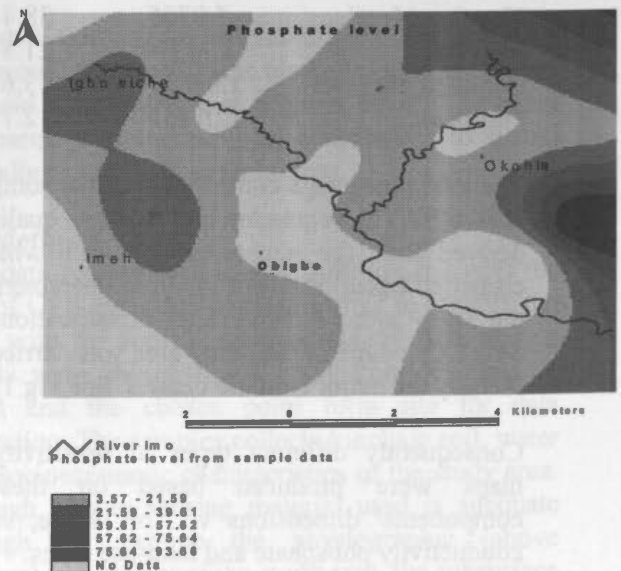 N
Phosphate level
Igbo etche
Okohia
Imeh
Obigbo
2 0 2 4 Kilometers
River Imo
Phosphate level from sample data
3.57 - 21.59
21.59 - 39.61
39.61 - 57.62
57.62 - 75.64
75.64 - 93.66
No Data